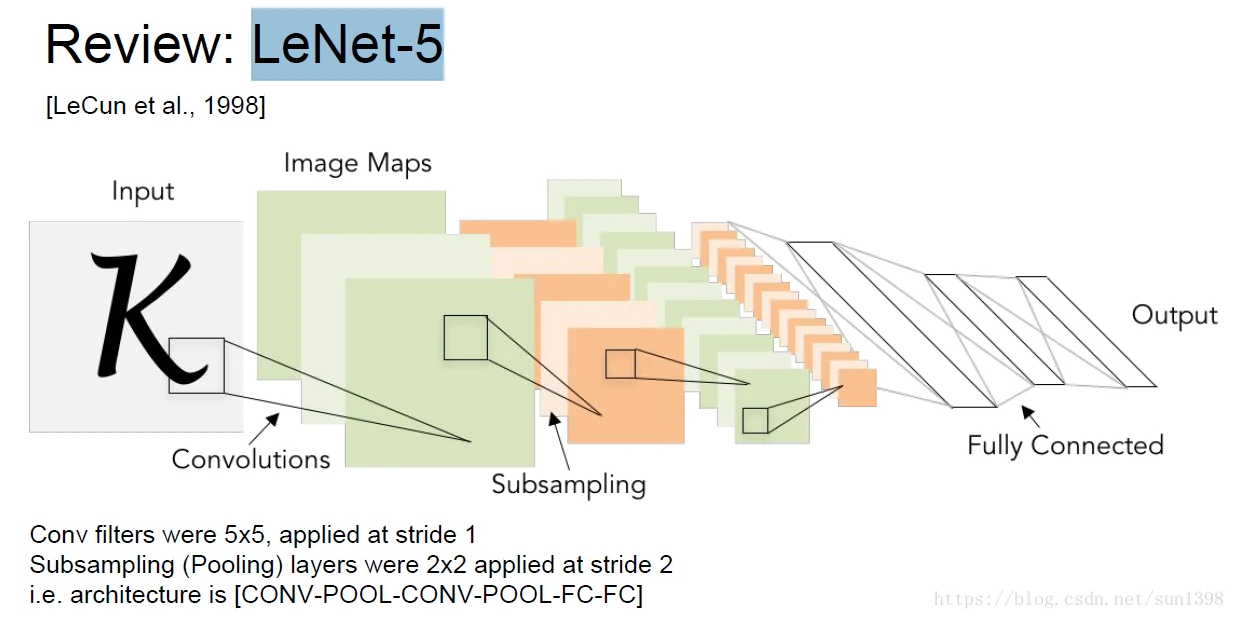 Review: LeNet-5
[LeCun et al., 1998]
Image Maps
Input
K
Output
Fully Connected
Convolutions
Subsampling
Conv filters were 5x5, applied at stride 1
Subsampling (Pooling) layers were 2x2 applied at stride 2
i.e. architecture is [CONV-POOL-CONV-POOL-FC-FC]
https://blog.csdn.net/sun1398